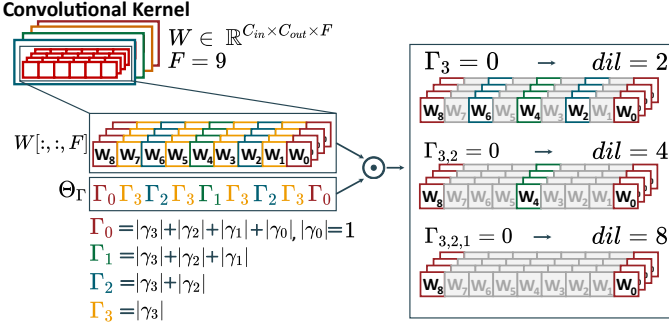 Convolutional Kernel
W ∈ ℝ^{C_{in}×C_{out}×F}
F = 9
W[:,:,F]
W₈ W₇ W₆ W₅ W₄ W₃ W₂ W₁ W₀
Θ_Γ Γ₀ Γ₃ Γ₂ Γ₃ Γ₁ Γ₃ Γ₂ Γ₃ Γ₀
Γ₀ =|γ₃|+|γ₂|+|γ₁|+|γ₀|, |γ₀|=1
Γ₁ =|γ₃|+|γ₂|+|γ₁|
Γ₂ =|γ₃|+|γ₂|
Γ₃ =|γ₃|
Γ₃ = 0 → dil = 2
W₈ W₇ W₆ W₅ W₄ W₃ W₂ W₁ W₀
Γ₃,₂ = 0 → dil = 4
W₈ W₇ W₆ W₅ W₄ W₃ W₂ W₁ W₀
Γ₃,₂,₁ = 0 → dil = 8
W₈ W₇ W₆ W₅ W₄ W₃ W₂ W₁ W₀